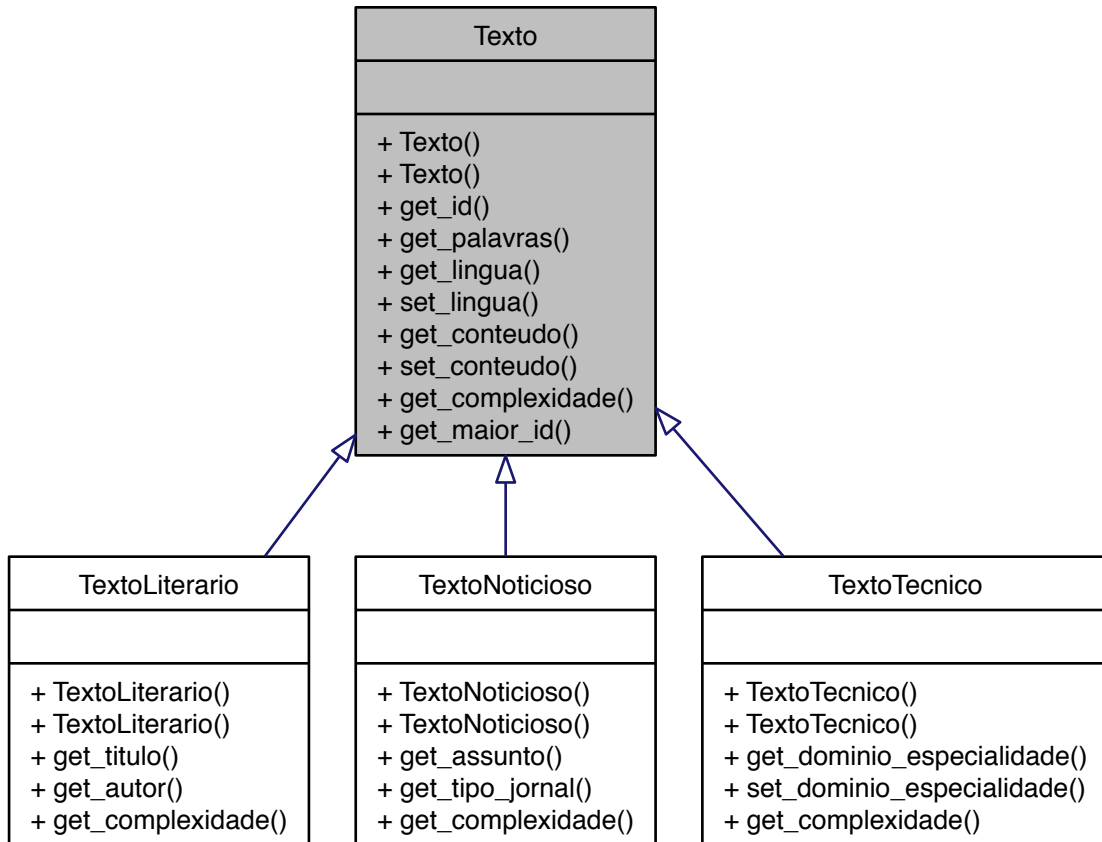 Texto
+ Texto()
+ Texto()
+ get_id()
+ get_palavras()
+ get_lingua()
+ set_lingua()
+ get_conteudo()
+ set_conteudo()
+ get_complexidade()
+ get_maior_id()
TextoLiterario
+ TextoLiterario()
+ TextoLiterario()
+ get_titulo()
+ get_autor()
+ get_complexidade()
TextoNoticioso
+ TextoNoticioso()
+ TextoNoticioso()
+ get_assunto()
+ get_tipo_jornal()
+ get_complexidade()
TextoTecnico
+ TextoTecnico()
+ TextoTecnico()
+ get_dominio_especialidade()
+ set_dominio_especialidade()
+ get_complexidade()